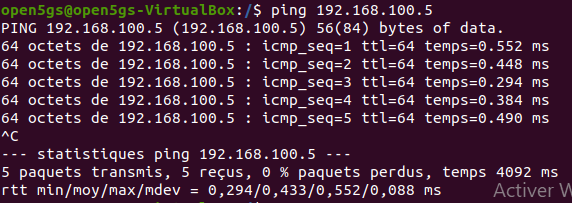 open5gs@open5gs-VirtualBox:/$ ping 192.168.100.5
PING 192.168.100.5 (192.168.100.5) 56(84) bytes of data.
64 octets de 192.168.100.5 : icmp_seq=1 ttl=64 temps=0.552 ms
64 octets de 192.168.100.5 : icmp_seq=2 ttl=64 temps=0.448 ms
64 octets de 192.168.100.5 : icmp_seq=3 ttl=64 temps=0.294 ms
64 octets de 192.168.100.5 : icmp_seq=4 ttl=64 temps=0.384 ms
64 octets de 192.168.100.5 : icmp_seq=5 ttl=64 temps=0.490 ms
^C
--- statistiques ping 192.168.100.5 ---
5 paquets transmis, 5 reçus, 0 % paquets perdus, temps 4092 ms
rtt min/moy/max/mdev = 0,294/0,433/0,552/0,088 ms
Activer W